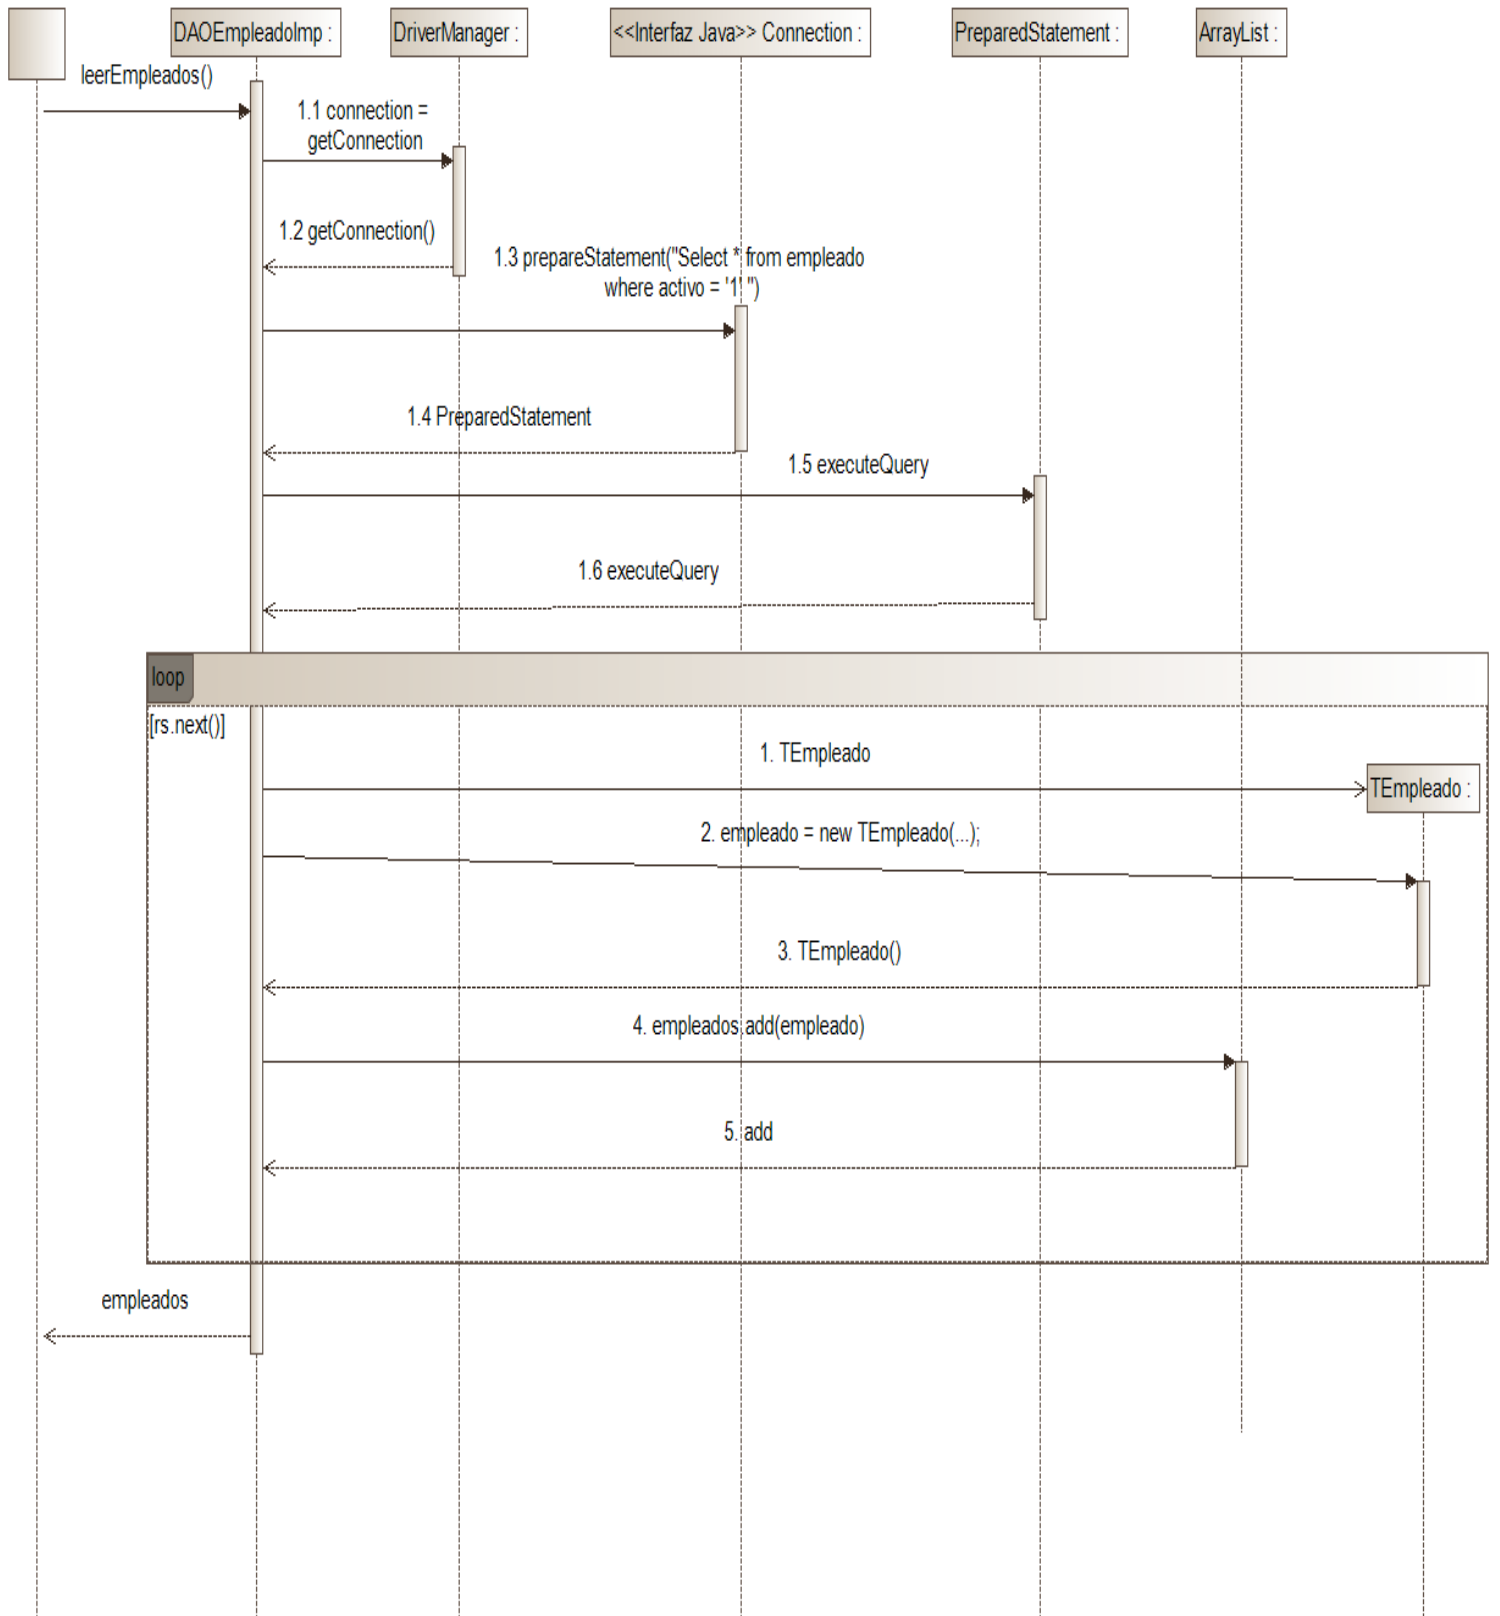 DAOEmpleadoImp :
DriverManager :
<<Interfaz Java>> Connection :
PreparedStatement :
ArrayList :
leerEmpleados()
1.1 connection =
getConnection
1.2 getConnection()
1.3 prepareStatement("Select * from empleado
where activo = '1' ")
1.4 PreparedStatement
1.5 executeQuery
1.6 executeQuery
loop
[rs.next()]
1. TEmpleado
TEmpleado :
2. empleado = new TEmpleado(...);
3. TEmpleado()
4. empleados.add(empleado)
5. add
empleados